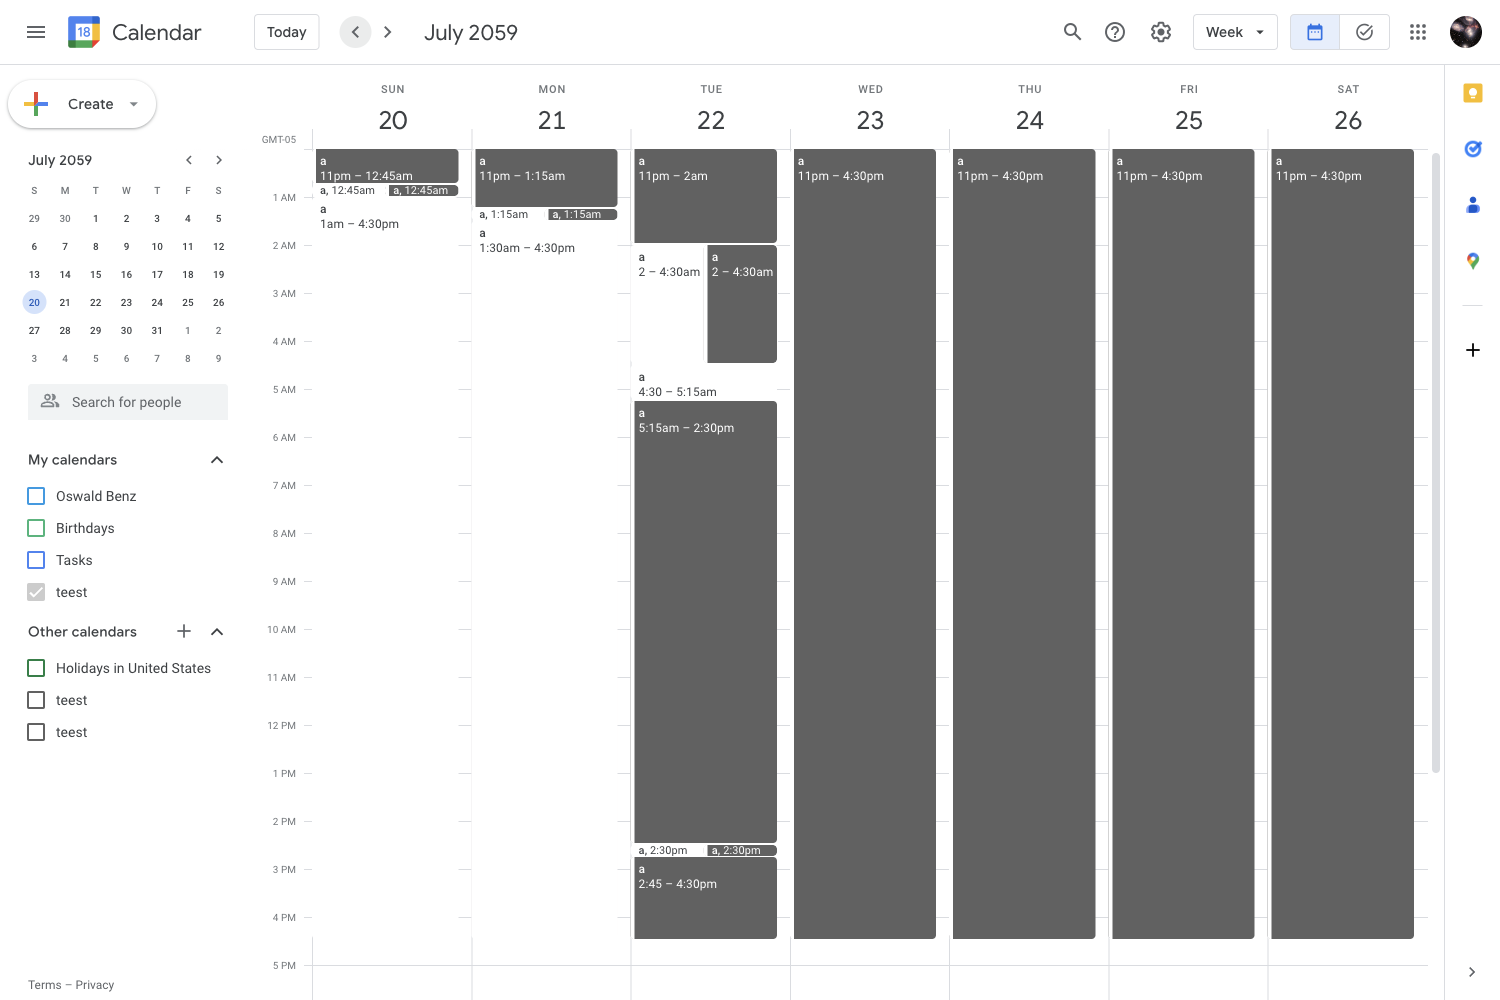 18 Calendar Today July 2059 Week
Create
July 2059
S M T W T F S
29 30 1 2 3 4 5
6 7 8 9 10 11 12
13 14 15 16 17 18 19
20 21 22 23 24 25 26
27 28 29 30 31 1 2
3 4 5 6 7 8 9
Search for people
My calendars
Oswald Benz
Birthdays
Tasks
teest
Other calendars
Holidays in United States
teest
teest
Terms – Privacy
SUN MON TUE WED THU FRI SAT
20 21 22 23 24 25 26
GMT-05
1 AM
2 AM
3 AM
4 AM
5 AM
6 AM
7 AM
8 AM
9 AM
10 AM
11 AM
12 PM
1 PM
2 PM
3 PM
4 PM
5 PM
a
11pm – 12:45am
a, 12:45am
a, 12:45am
a
1am – 4:30pm
a
11pm – 1:15am
a, 1:15am
a, 1:15am
a
1:30am – 4:30pm
a
11pm – 2am
a
2 – 4:30am
a
2 – 4:30am
a
4:30 – 5:15am
a
5:15am – 2:30pm
a, 2:30pm
a, 2:30pm
a
2:45 – 4:30pm
a
11pm – 4:30pm
a
11pm – 4:30pm
a
11pm – 4:30pm
a
11pm – 4:30pm